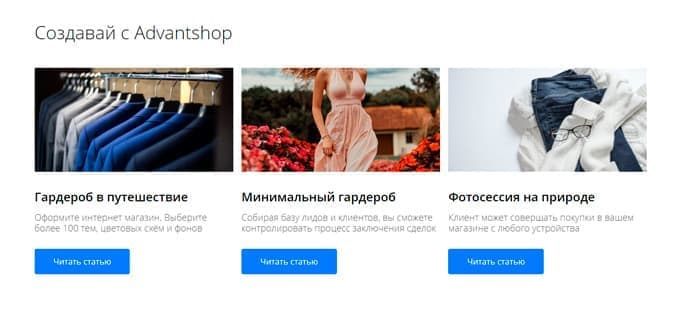 Создавай с Advantshop
Гардероб в путешествие
Оформите интернет магазин. Выберите
более 100 тем, цветовых схем и фонов
Читать статью
Минимальный гардероб
Собирая базу лидов и клиентов, вы сможете
контролировать процесс заключения сделок
Читать статью
Фотосессия на природе
Клиент может совершать покупки в вашем
магазине с любого устройства
Читать статью